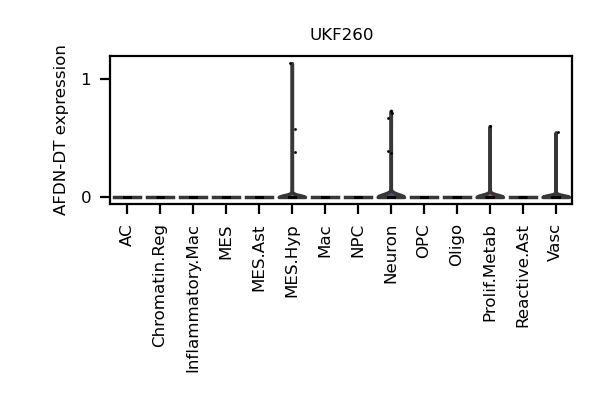 UKF260
AFDN-DT expression
1
0
AC
Chromatin.Reg
Inflammatory.Mac
MES
MES.Ast
MES.Hyp
Mac
NPC
Neuron
OPC
Oligo
Prolif.Metab
Reactive.Ast
Vasc